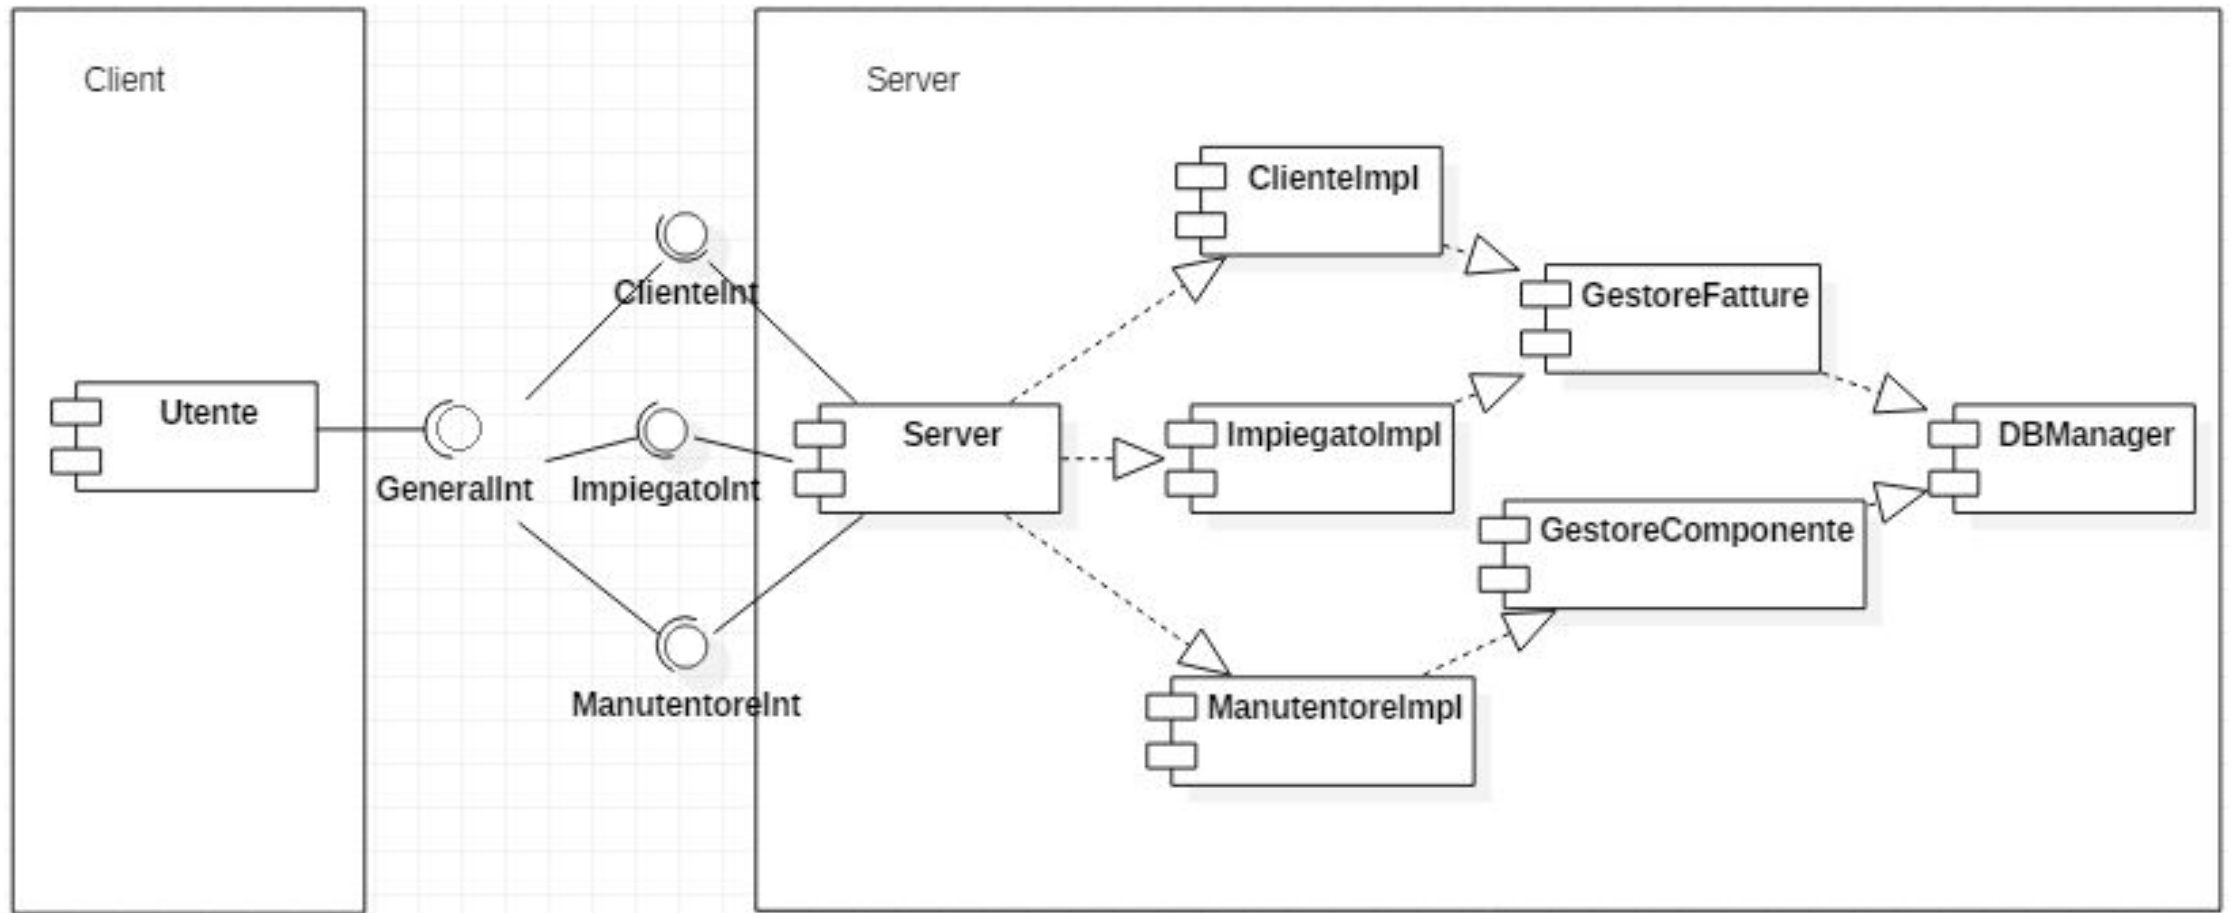 Client
Server
ClienteImpl
ClienteInt
GestoreFatture
Utente
Server
ImpiegatoImpl
DBManager
GeneralInt
ImpiegatoInt
GestoreComponente
ManutentoreInt
ManutentoreImpl